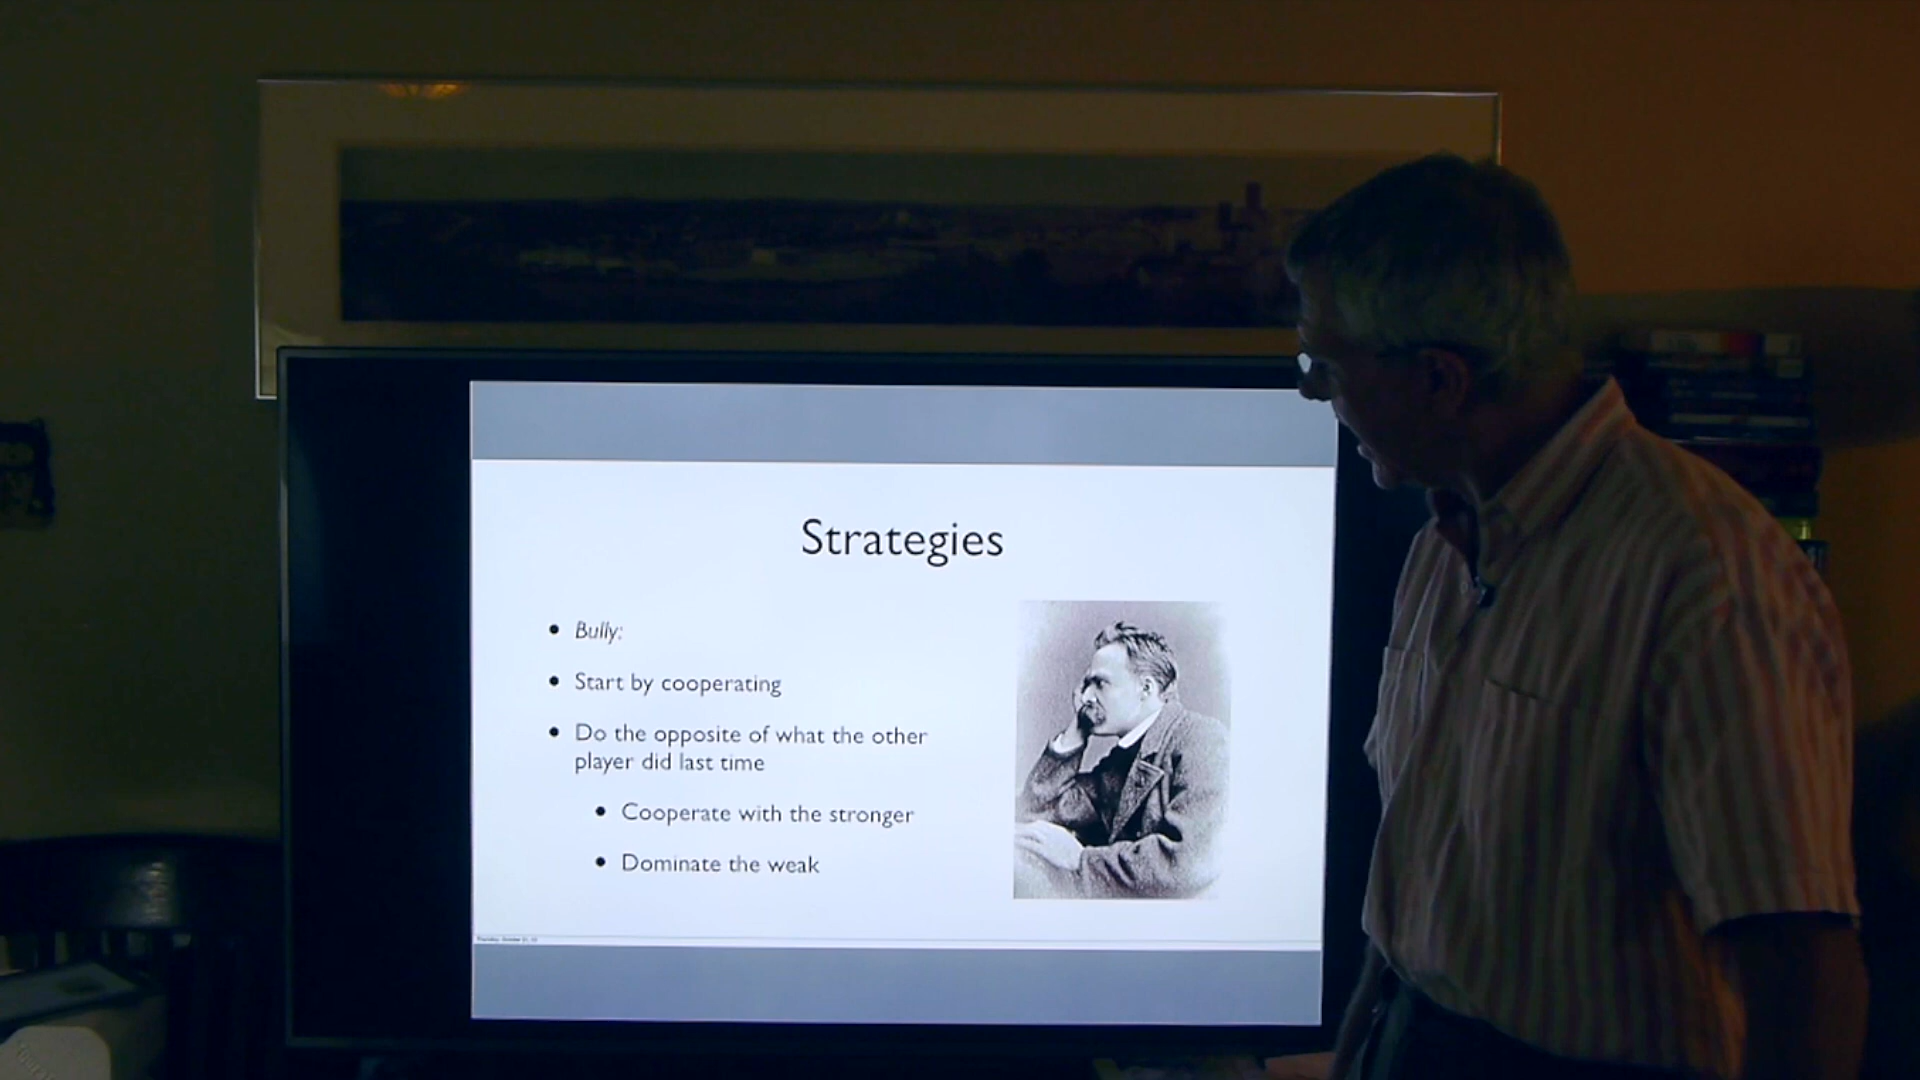 Strategies
• Bully:
• Start by cooperating
• Do the opposite of what the other
player did last time
• Cooperate with the stronger
• Dominate the weak